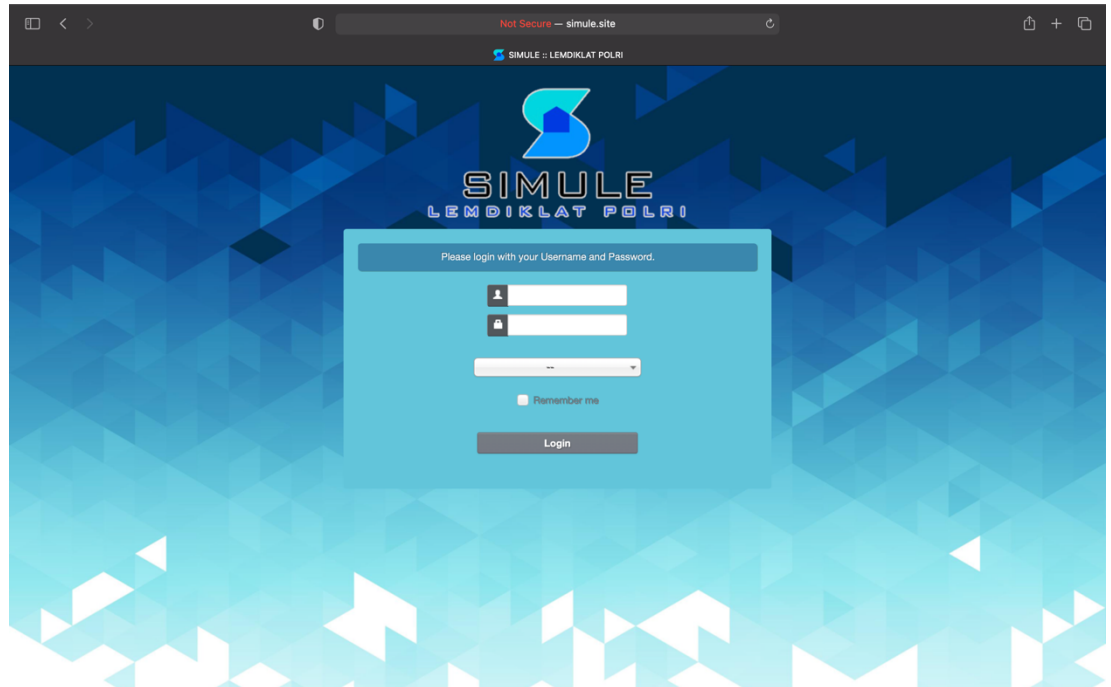 Not Secure — simule.site
SIMULE :: LEMDIKLAT POLRI
SIMULE
LEMDIKLAT POLRI
Please login with your Username and Password.
--
Remember me
Login